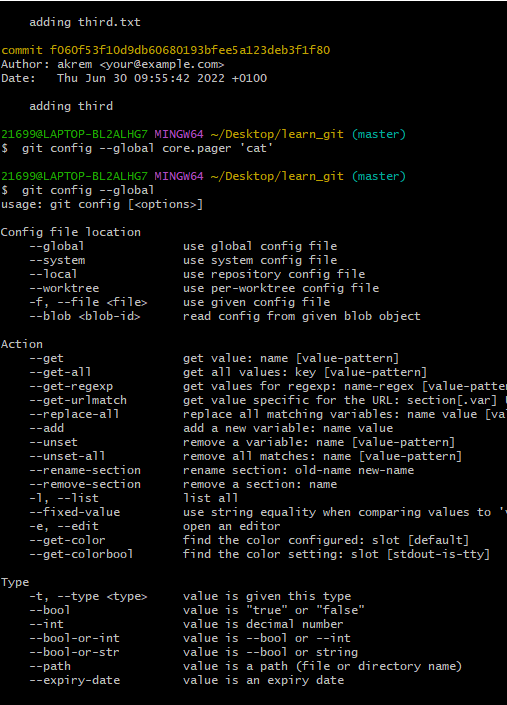 adding third.txt
commit f060f53f10d9db60680193bfee5a123deb3f1f80
Author: akrem <your@example.com>
Date:   Thu Jun 30 09:55:42 2022 +0100
adding third
21699@LAPTOP-BL2ALHG7 MINGW64 ~/Desktop/learn_git (master)
$  git config --global core.pager 'cat'
21699@LAPTOP-BL2ALHG7 MINGW64 ~/Desktop/learn_git (master)
$  git config --global
usage: git config [<options>]
Config file location
--global              use global config file
--system              use system config file
--local               use repository config file
--worktree            use per-worktree config file
-f, --file <file>     use given config file
--blob <blob-id>      read config from given blob object
Action
--get                 get value: name [value-pattern]
--get-all             get all values: key [value-pattern]
--get-regexp          get values for regexp: name-regex [value-patte
--get-urlmatch        get value specific for the URL: section[.var]
--replace-all         replace all matching variables: name value [va
--add                 add a new variable: name value
--unset               remove a variable: name [value-pattern]
--unset-all           remove all matches: name [value-pattern]
--rename-section      rename section: old-name new-name
--remove-section      remove a section: name
-l, --list            list all
--fixed-value         use string equality when comparing values to '
-e, --edit            open an editor
--get-color           find the color configured: slot [default]
--get-colorbool       find the color setting: slot [stdout-is-tty]
Type
-t, --type <type>     value is given this type
--bool                value is "true" or "false"
--int                 value is decimal number
--bool-or-int         value is --bool or --int
--bool-or-str         value is --bool or string
--path                value is a path (file or directory name)
--expiry-date         value is an expiry date